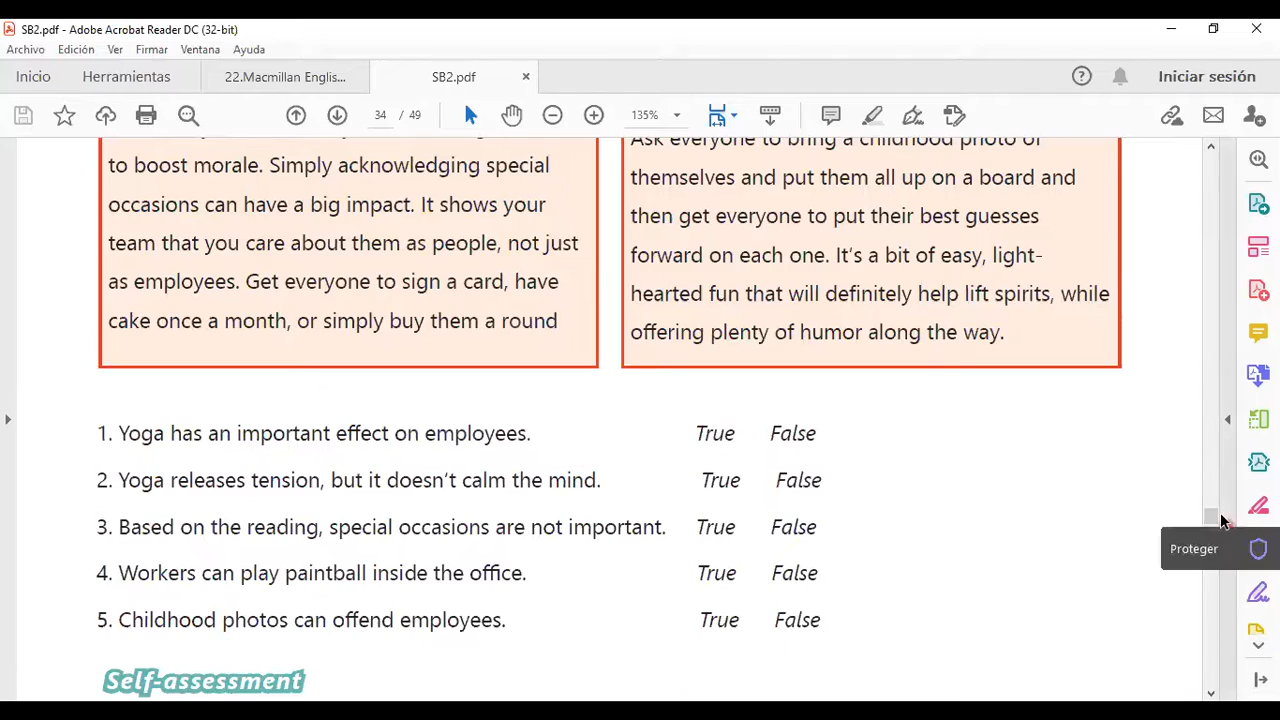 SB2.pdf - Adobe Acrobat Reader DC (32-bit)
Archivo Edición Ver Firmar Ventana Ayuda
Inicio Herramientas 22.Macmillan Englis... SB2.pdf × Iniciar sesión
34 / 49 135%
to boost morale. Simply acknowledging special
occasions can have a big impact. It shows your
team that you care about them as people, not just
as employees. Get everyone to sign a card, have
cake once a month, or simply buy them a round
Ask everyone to bring a childhood photo of
themselves and put them all up on a board and
then get everyone to put their best guesses
forward on each one. It's a bit of easy, light-
hearted fun that will definitely help lift spirits, while
offering plenty of humor along the way.
1. Yoga has an important effect on employees. True False
2. Yoga releases tension, but it doesn't calm the mind. True False
3. Based on the reading, special occasions are not important. True False
4. Workers can play paintball inside the office. True False
5. Childhood photos can offend employees. True False
Proteger
Self-assessment